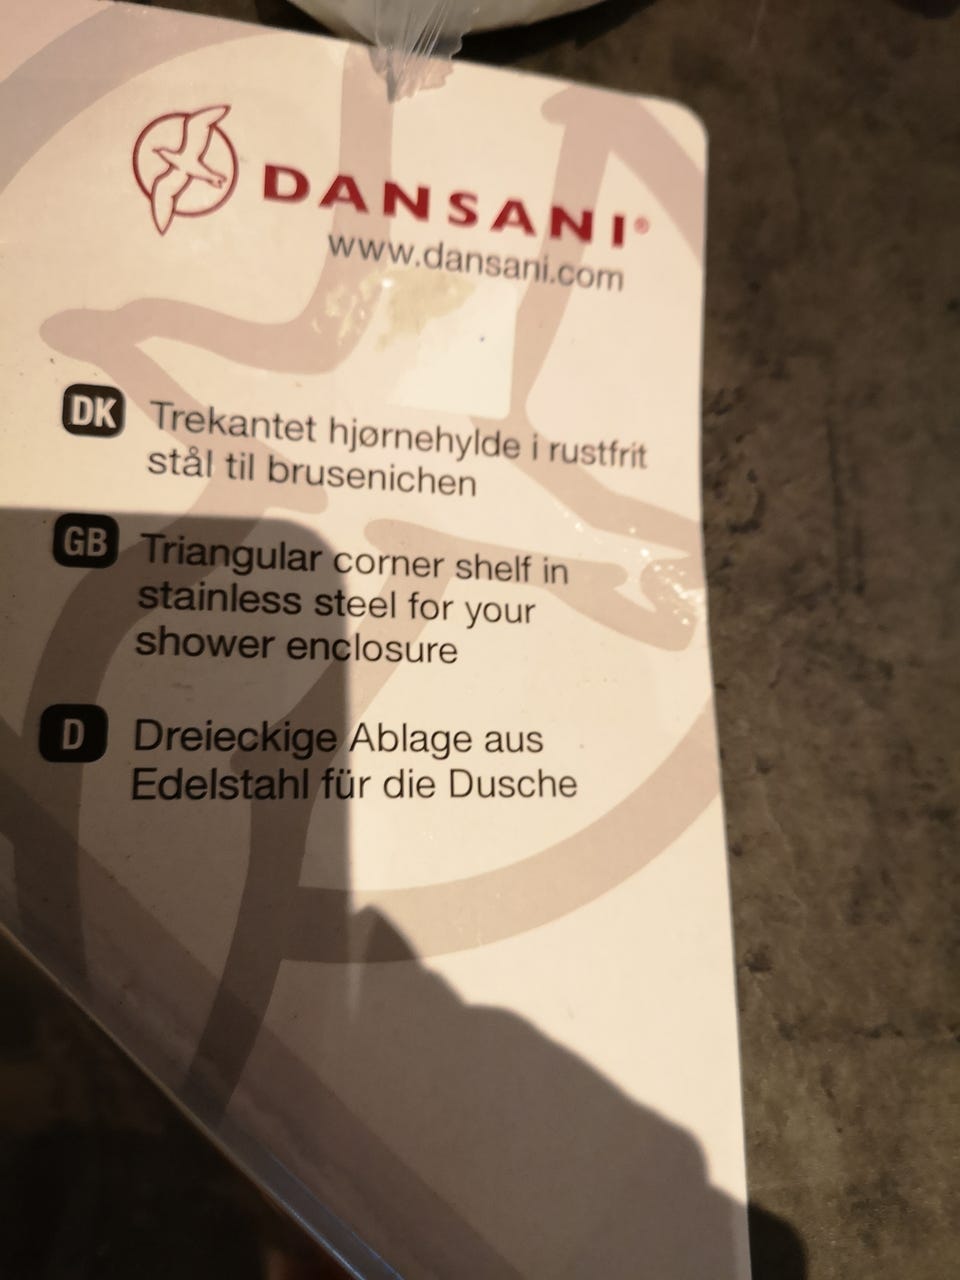 DANSANI®
www.dansani.com
DK Trekantet hjørnehylde i rustfrit
stål til brusenichen
GB Triangular corner shelf in
stainless steel for your
shower enclosure
D Dreieckige Ablage aus
Edelstahl für die Dusche